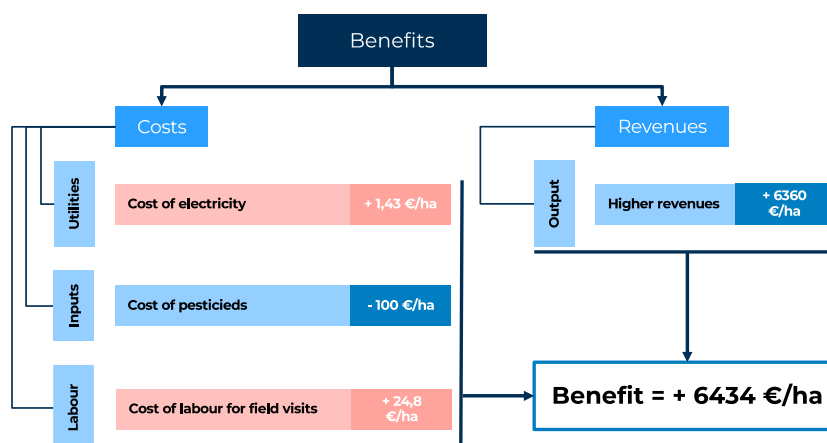 Benefits
Costs
Revenues
Utilities
Cost of electricity
+ 1,43 €/ha
Output
Higher revenues
+ 6360
€/ha
Inputs
Cost of pesticieds
- 100 €/ha
Labour
Cost of labour for field visits
+ 24,8
€/ha
Benefit = + 6434 €/ha